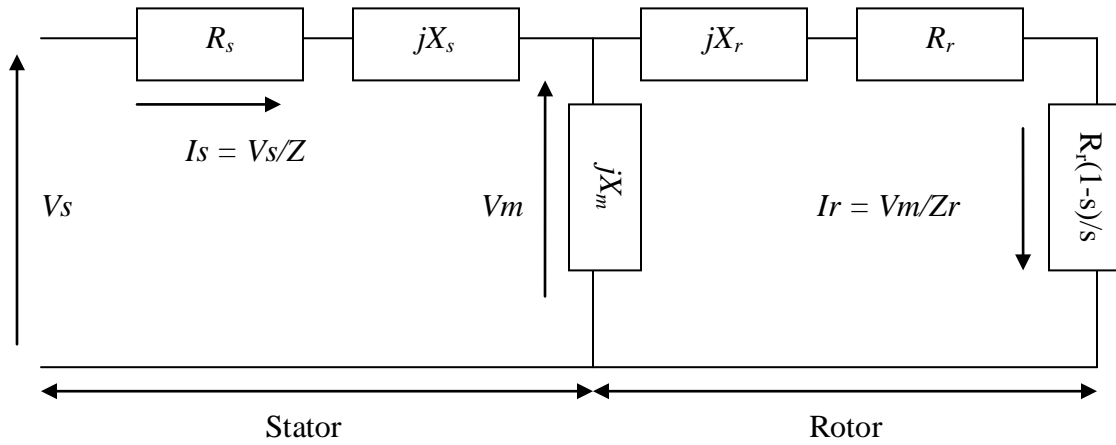 Rs
jXs
jXr
Rr
Is = Vs/Z
Vs
Vm
jXm
Ir = Vm/Zr
Rr(1-s)/s
Stator
Rotor